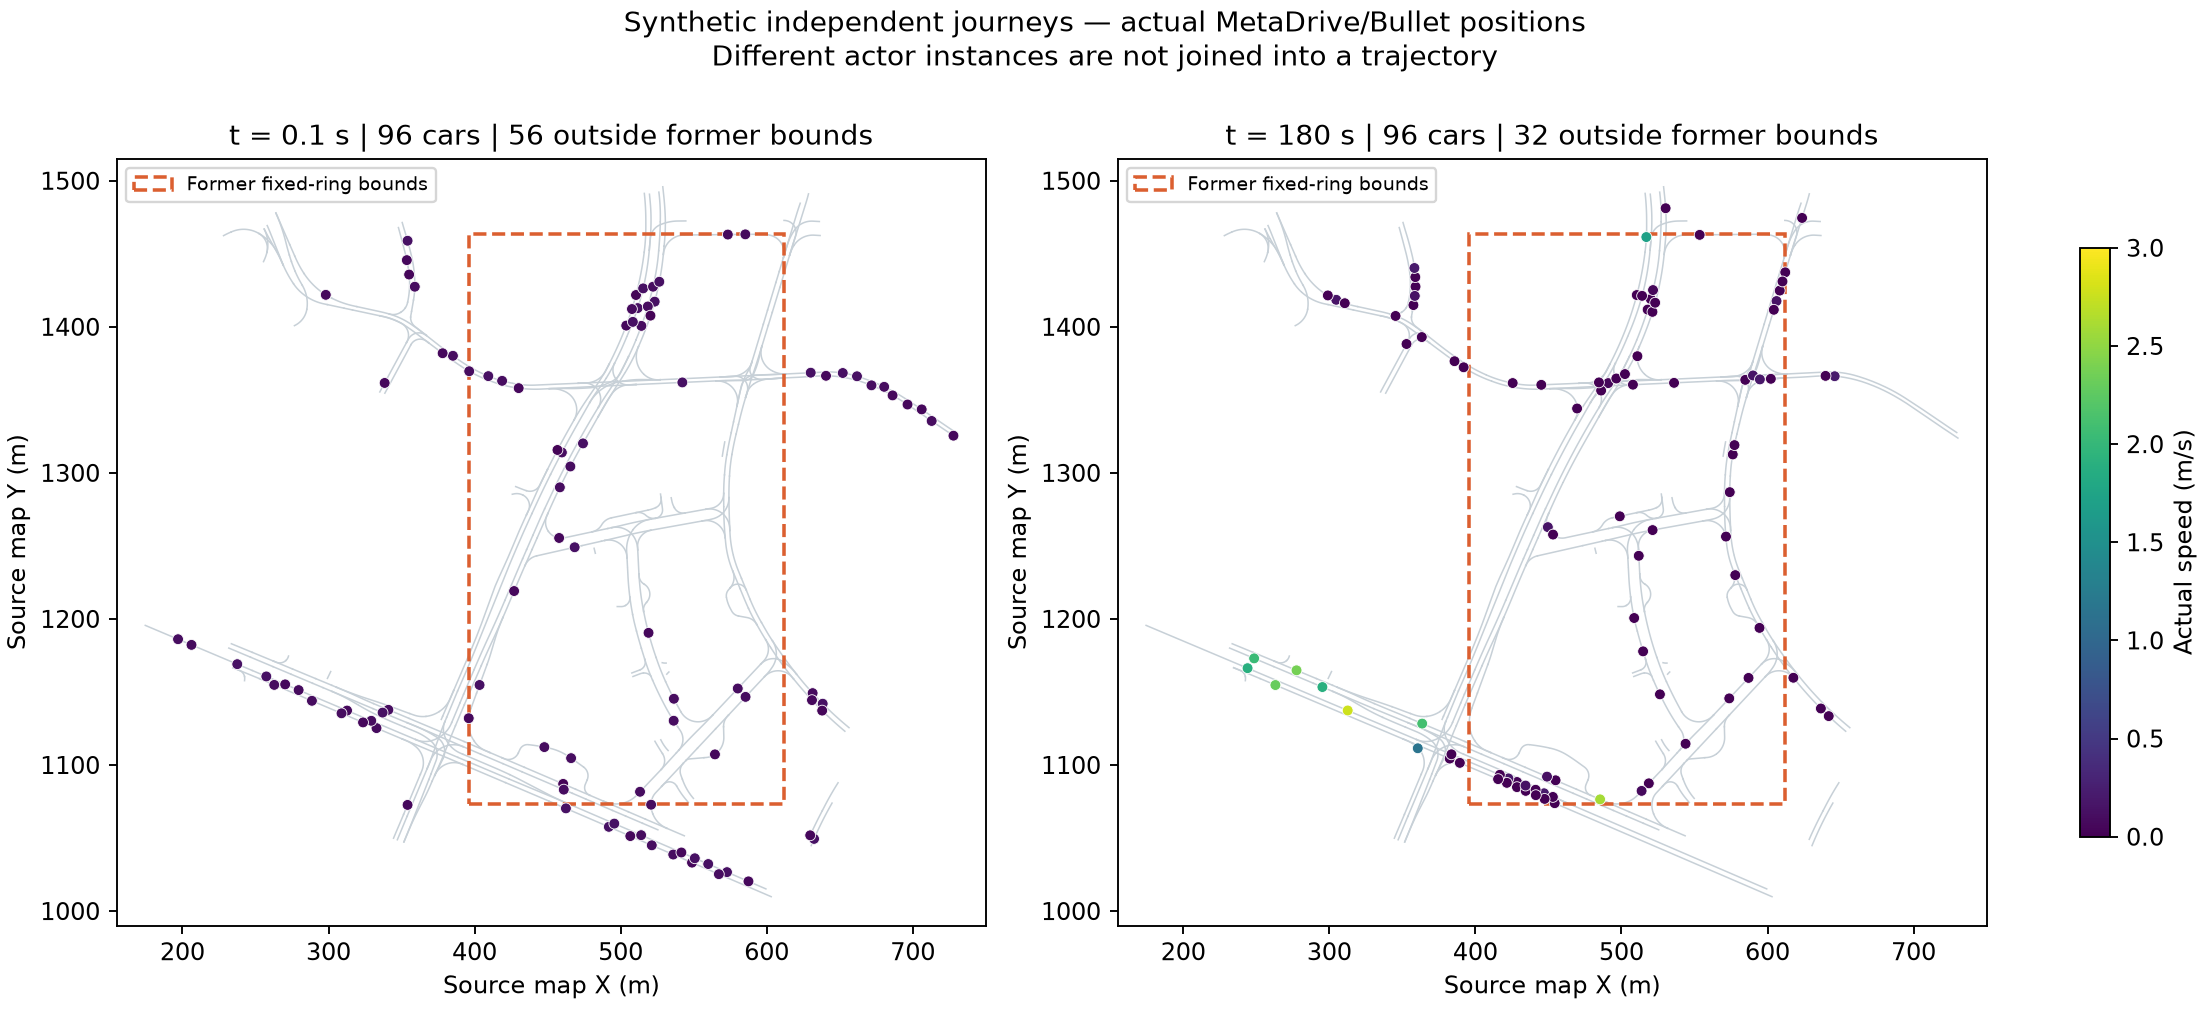 Synthetic independent journeys — actual MetaDrive/Bullet positions
Different actor instances are not joined into a trajectory
t = 0.1 s | 96 cars | 56 outside former bounds
Former fixed-ring bounds
1500
1400
1300
1200
1100
1000
Source map Y (m)
200 300 400 500 600 700
Source map X (m)
t = 180 s | 96 cars | 32 outside former bounds
Former fixed-ring bounds
1500
1400
1300
1200
1100
1000
Source map Y (m)
200 300 400 500 600 700
Source map X (m)
3.0
2.5
2.0
1.5
1.0
0.5
0.0
Actual speed (m/s)